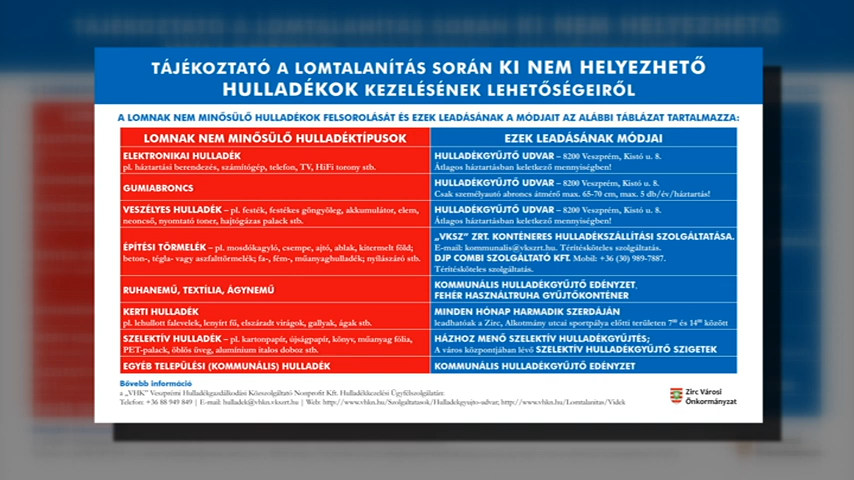 TÁJÉKOZTATÓ A LOMTALANÍTÁS SORÁN KI NEM HELYEZHETŐ
HULLADÉKOK KEZELÉSÉNEK LEHETŐSÉGEIRŐL
A LOMNAK NEM MINŐSÜLŐ HULLADÉKOK FELSOROLÁSÁT ÉS EZEK LEADÁSÁNAK A MÓDJAIT AZ ALÁBBI TÁBLÁZAT TARTALMAZZA:
LOMNAK NEM MINŐSÜLŐ HULLADÉKTÍPUSOK
EZEK LEADÁSÁNAK MÓDJAI
ELEKTRONIKAI HULLADÉK
pl. háztartási berendezés, számítógép, telefon, TV, HiFi torony stb.
HULLADÉKGYŰJTŐ UDVAR – 8200 Veszprém, Kistó u. 8.
Átlagos háztartásban keletkező mennyiségben!
GUMIABRONCS
HULLADÉKGYŰJTŐ UDVAR – 8200 Veszprém, Kistó u. 8.
Csak személyautó abroncs átmérő max. 65-70 cm, max. 5 db/év/háztartás!
VESZÉLYES HULLADÉK – pl. festék, festékes göngyöleg, akkumulátor, elem,
neoncső, nyomtató toner, hajtógázas palack stb.
HULLADÉKGYŰJTŐ UDVAR – 8200 Veszprém, Kistó u. 8.
Átlagos háztartásban keletkező mennyiségben!
ÉPÍTÉSI TÖRMELÉK – pl. mosdókagyló, csempe, ajtó, ablak, kitermelt föld;
beton-, tégla- vagy aszfalttörmelék; fa-, fém-, műanyaghulladék; nyílászáró stb.
„VKSZ” ZRT. KONTÉNERES HULLADÉKSZÁLLÍTÁSI SZOLGÁLTATÁSA.
E-mail: kommunalis@vkszrt.hu. Térítésköteles szolgáltatás.
DJP COMBI SZOLGÁLTATÓ KFT. Mobil: +36 (30) 989-7887.
Térítésköteles szolgáltatás.
RUHANEMŰ, TEXTÍLIA, ÁGYNEMŰ
KOMMUNÁLIS HULLADÉKGYŰJTŐ EDÉNYZET,
FEHÉR HASZNÁLTRUHA GYŰJTŐKONTÉNER
KERTI HULLADÉK
pl. lehullott falevelek, lenyírt fű, elszáradt virágok, gallyak, ágak stb.
MINDEN HÓNAP HARMADIK SZERDÁJÁN
leadhatóak a Zirc, Alkotmány utcai sportpálya előtti területen 7⁰⁰ és 14⁰⁰ között
SZELEKTÍV HULLADÉK – pl. kartonpapír, újságpapír, könyv, műanyag fólia,
PET-palack, öblös üveg, alumínium italos doboz stb.
HÁZHOZ MENŐ SZELEKTÍV HULLADÉKGYŰJTÉS;
A város központjában lévő SZELEKTÍV HULLADÉKGYŰJTŐ SZIGETEK
EGYÉB TELEPÜLÉSI (KOMMUNÁLIS) HULLADÉK
KOMMUNÁLIS HULLADÉKGYŰJTŐ EDÉNYZET
Bővebb információ
a „VHK” Veszprémi Hulladékgazdálkodási Közszolgáltató Nonprofit Kft. Hulladékkezelési Ügyfélszolgálatán:
Telefon: +36 88 949 849 | E-mail: hulladek@vhkn.vkszrt.hu | Web: http://www.vhkn.hu/Szolgaltatasok/Hulladekgyujto-udvar; http://www.vhkn.hu/Lomtalanitas/Videk
Zirc Városi
Önkormányzat